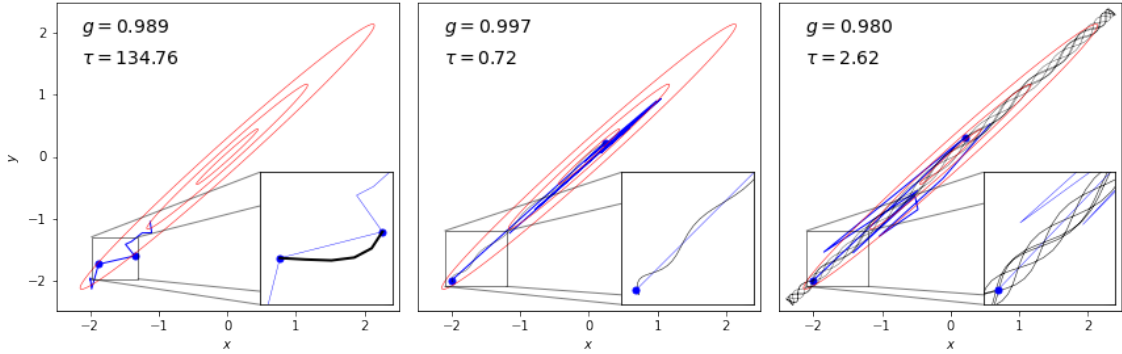 g = 0.989
τ = 134.76
g = 0.997
τ = 0.72
g = 0.980
τ = 2.62
2
1
0
−1
−2
y
−2 −1 0 1 2
−2 −1 0 1 2
−2 −1 0 1 2
x
x
x